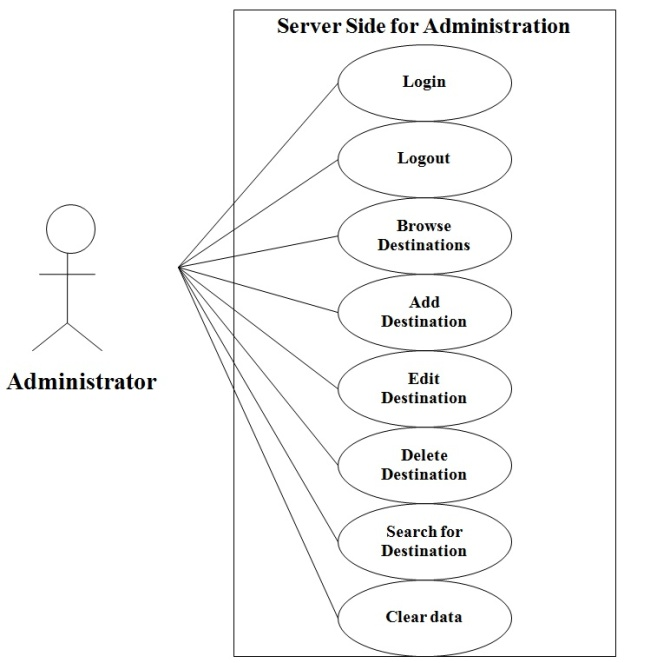 Server Side for Administration
Login
Logout
Browse
Destinations
Add
Destination
Edit
Destination
Delete
Destination
Search for
Destination
Clear data
Administrator